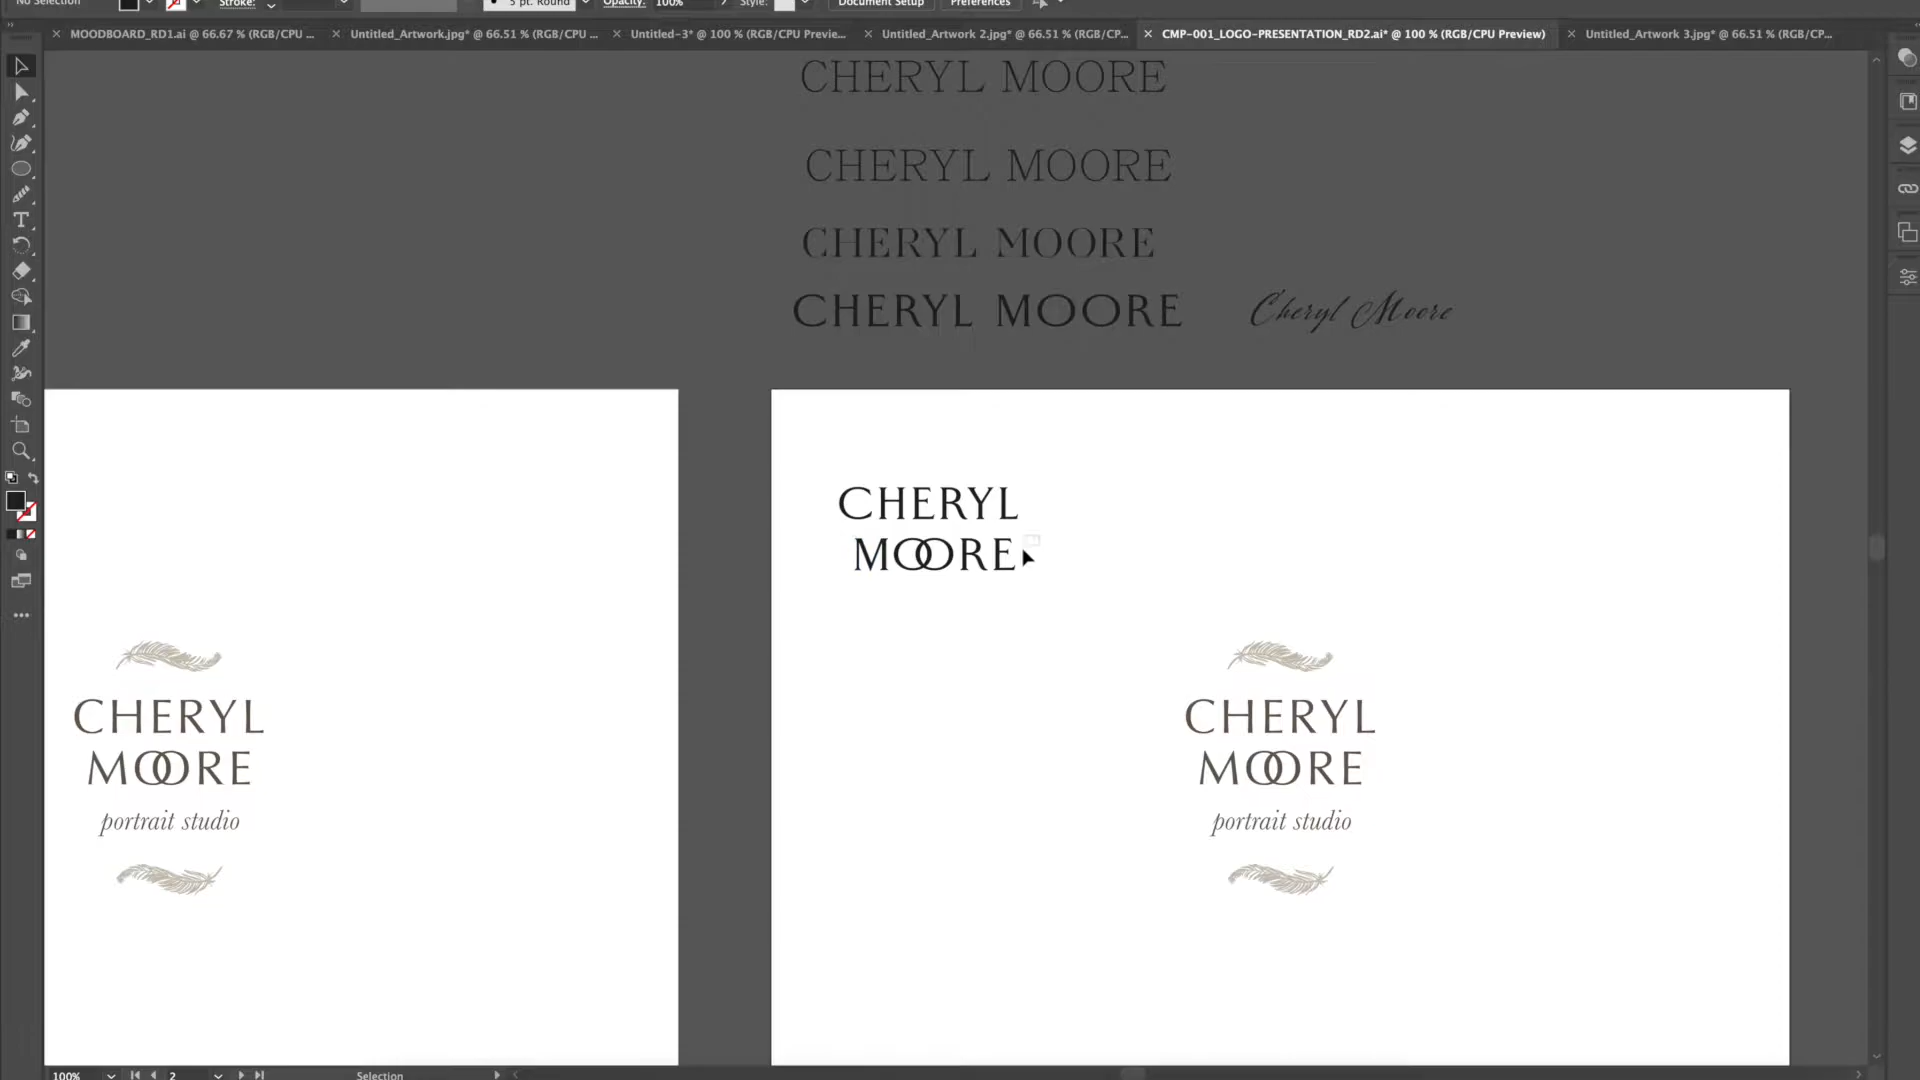 No Selection
Stroke:
5 pt. Round
Opacity:
100%
Style:
Document Setup
Preferences
MOODBOARD_RD1.ai @ 66.67 % (RGB/CPU ...
Untitled_Artwork.jpg* @ 66.51 % (RGB/CPU ...
Untitled-3* @ 100 % (RGB/CPU Previe...
Untitled_Artwork 2.jpg* @ 66.51 % (RGB/CP...
CMP-001_LOGO-PRESENTATION_RD2.ai* @ 100 % (RGB/CPU Preview)
Untitled_Artwork 3.jpg* @ 66.51 % (RGB/CP...
CHERYL MOORE
CHERYL MOORE
CHERYL MOORE
CHERYL MOORE
Cheryl Moore
CHERYL
MOORE
CHERYL
MOORE
portrait studio
CHERYL
MOORE
portrait studio
100%
2
Selection